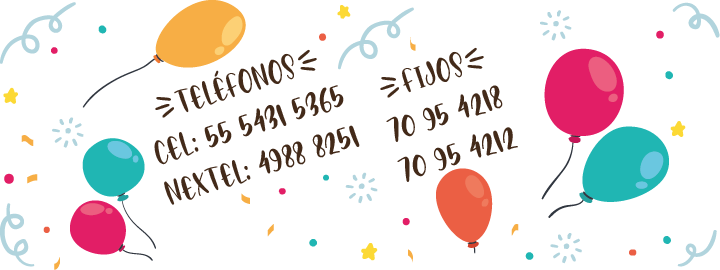 TELÉFONOS
CEL: 55 5431 5365
NEXTEL: 4988 8251
FIJOS
70 95 4218
70 95 4212